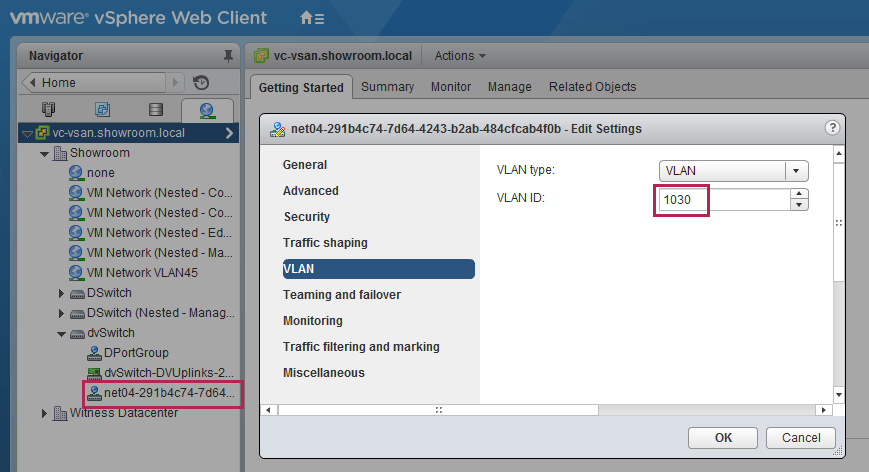 vmware® vSphere Web Client
Navigator
Home
vc-vsan.showroom.local
Showroom
none
VM Network (Nested - Co...
VM Network (Nested - Co...
VM Network (Nested - Ed...
VM Network (Nested - Ma...
VM Network VLAN45
DSwitch
DSwitch (Nested - Manag...
dvSwitch
DPortGroup
dvSwitch-DVUplinks-2...
net04-291b4c74-7d64...
Witness Datacenter
vc-vsan.showroom.local Actions
Getting Started Summary Monitor Manage Related Objects
net04-291b4c74-7d64-4243-b2ab-484cfcab4f0b - Edit Settings ?
General
Advanced
Security
Traffic shaping
VLAN
Teaming and failover
Monitoring
Traffic filtering and marking
Miscellaneous
VLAN type: VLAN
VLAN ID: 1030
OK Cancel